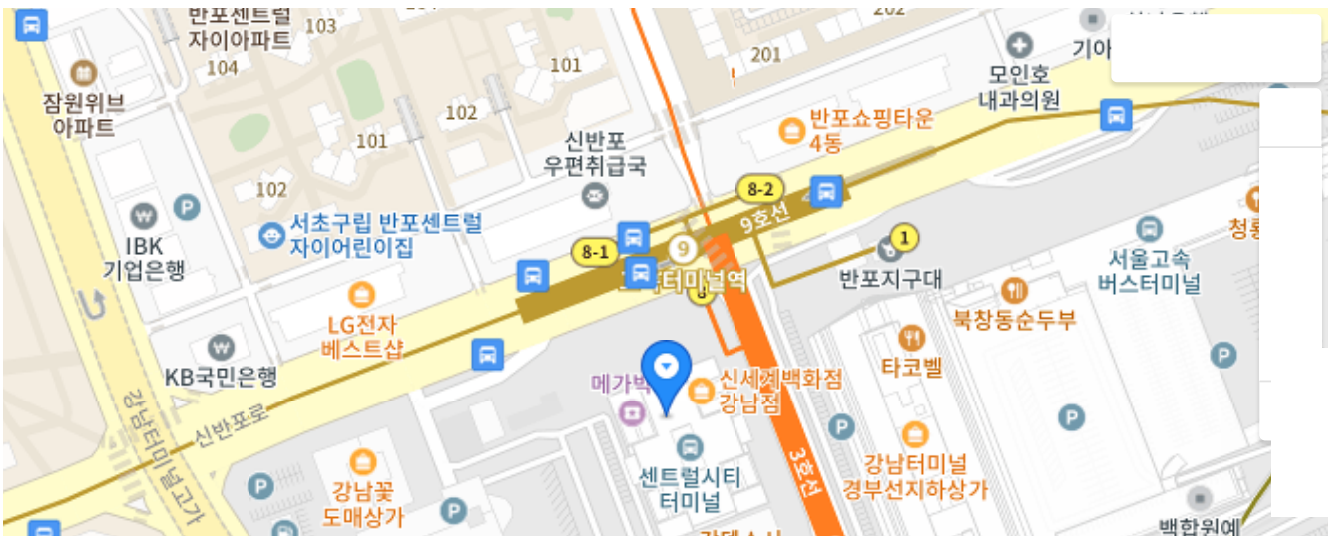 반포센트럴
자이아파트
103
104
202
101
201
기아
모인호
내과의원
잠원위브
아파트
102
101
반포쇼핑타운
4동
신반포
우편취급국
102
8-2
서초구립 반포센트럴
자이어린이집
IBK
기업은행
8-1
9
9호선
1
반포지구대
서울고속
버스터미널
터미널역
북창동순두부
LG전자
베스트샵
타코벨
KB국민은행
신세계백화점
강남점
메가박
신반포로
강남터미널고가
센트럴시티
터미널
3호선
강남터미널
경부선지하상가
강남꽃
도매상가
백합원예
P
P
P
P
P
P